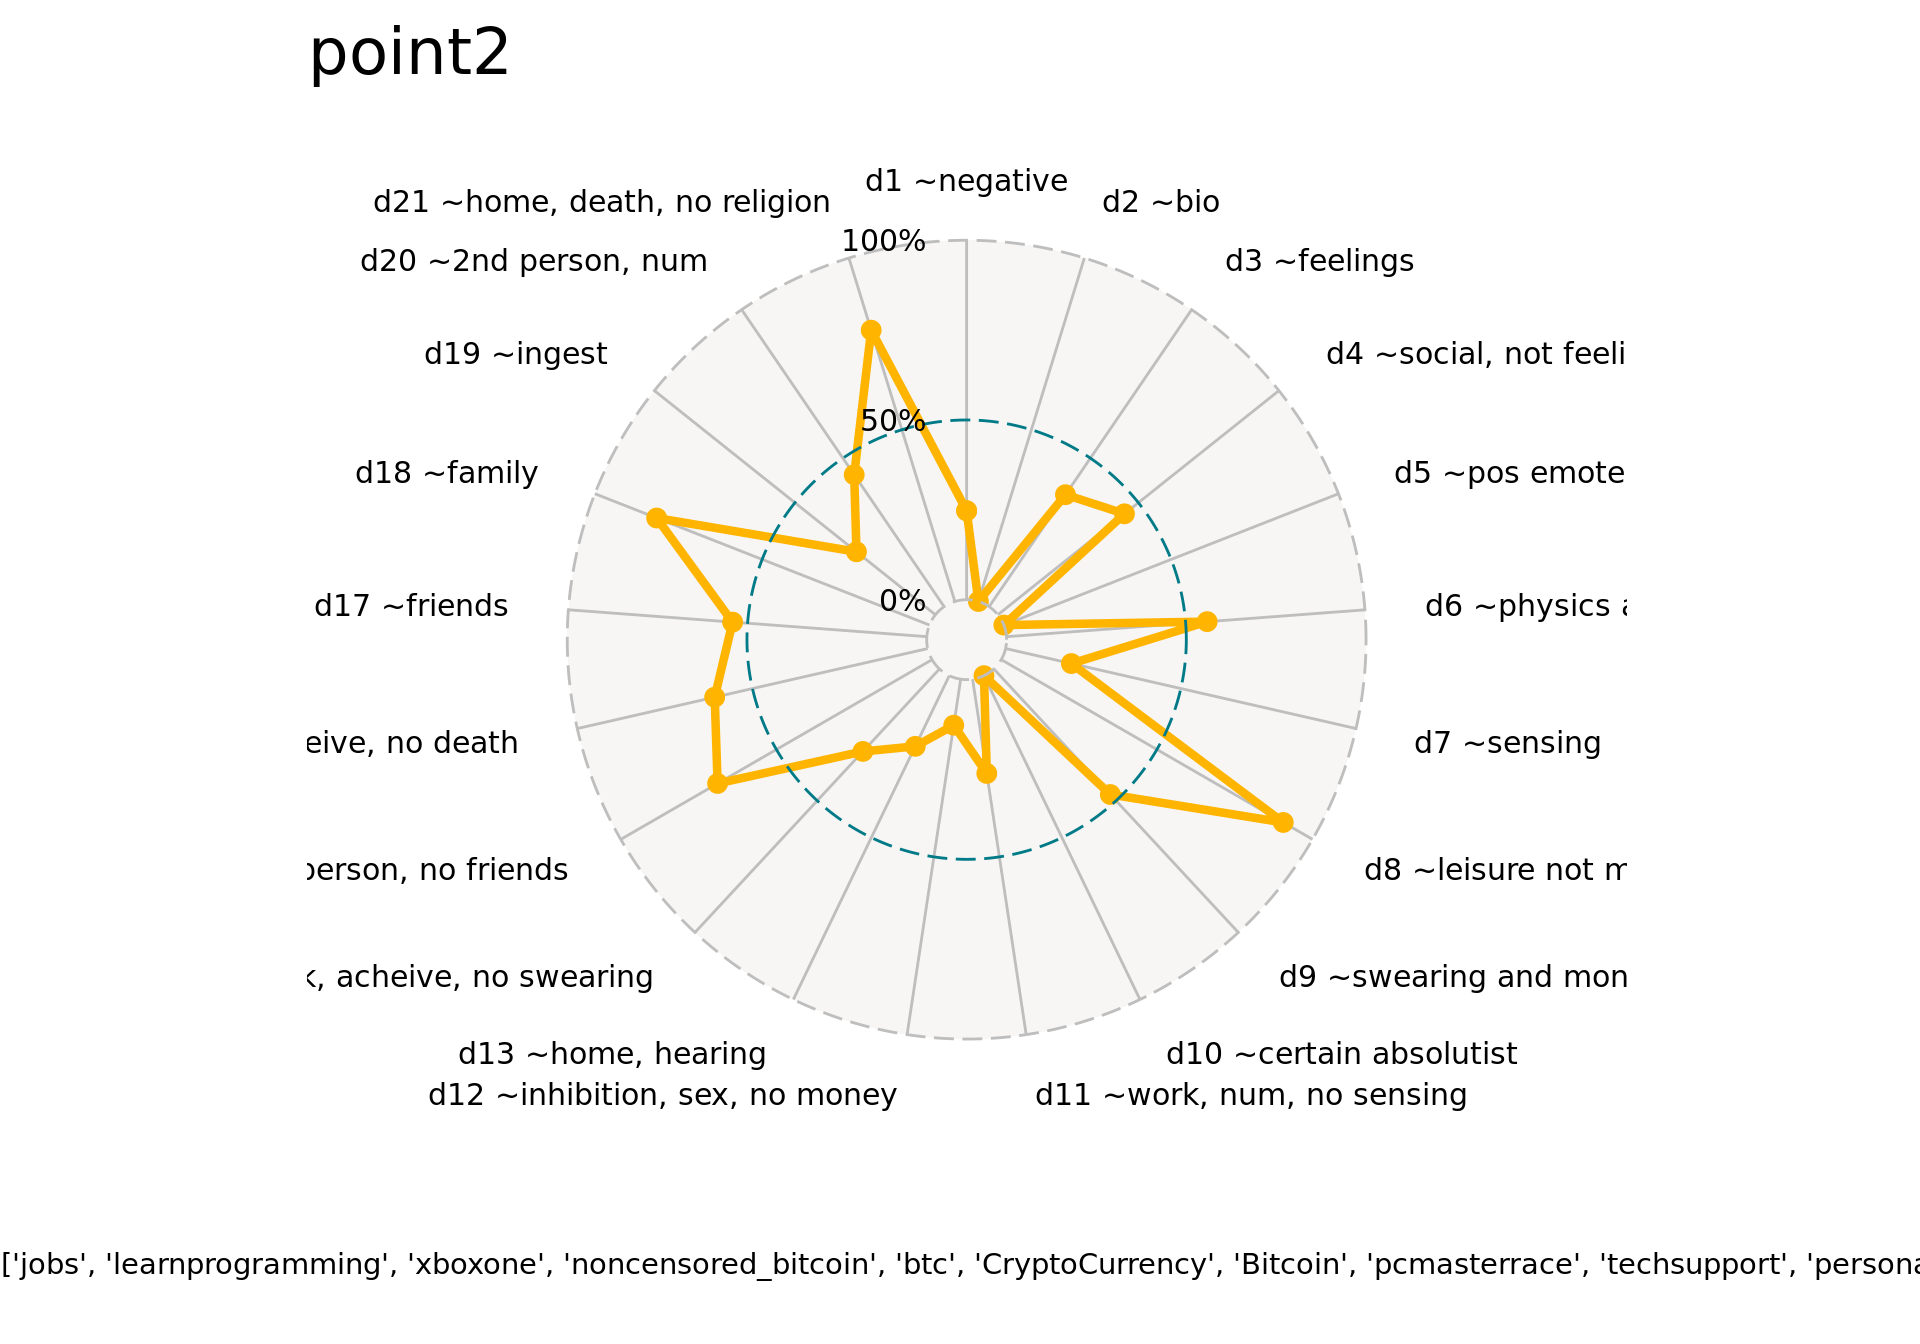 point2
d1 ~negative
d21 ~home, death, no religion
d2 ~bio
100%
d20 ~2nd person, num
d3 ~feelings
d19 ~ingest
d4 ~social, not feeli
50%
d18 ~family
d5 ~pos emote
0%
d17 ~friends
d6 ~physics
eive, no death
d7 ~sensing
person, no friends
d8 ~leisure not m
, acheive, no swearing
d9 ~swearing and mon
d13 ~home, hearing
d10 ~certain absolutist
d12 ~inhibition, sex, no money
d11 ~work, num, no sensing
['jobs', 'learnprogramming', 'xboxone', 'noncensored_bitcoin', 'btc', 'CryptoCurrency', 'Bitcoin', 'pcmasterrace', 'techsupport', 'persona